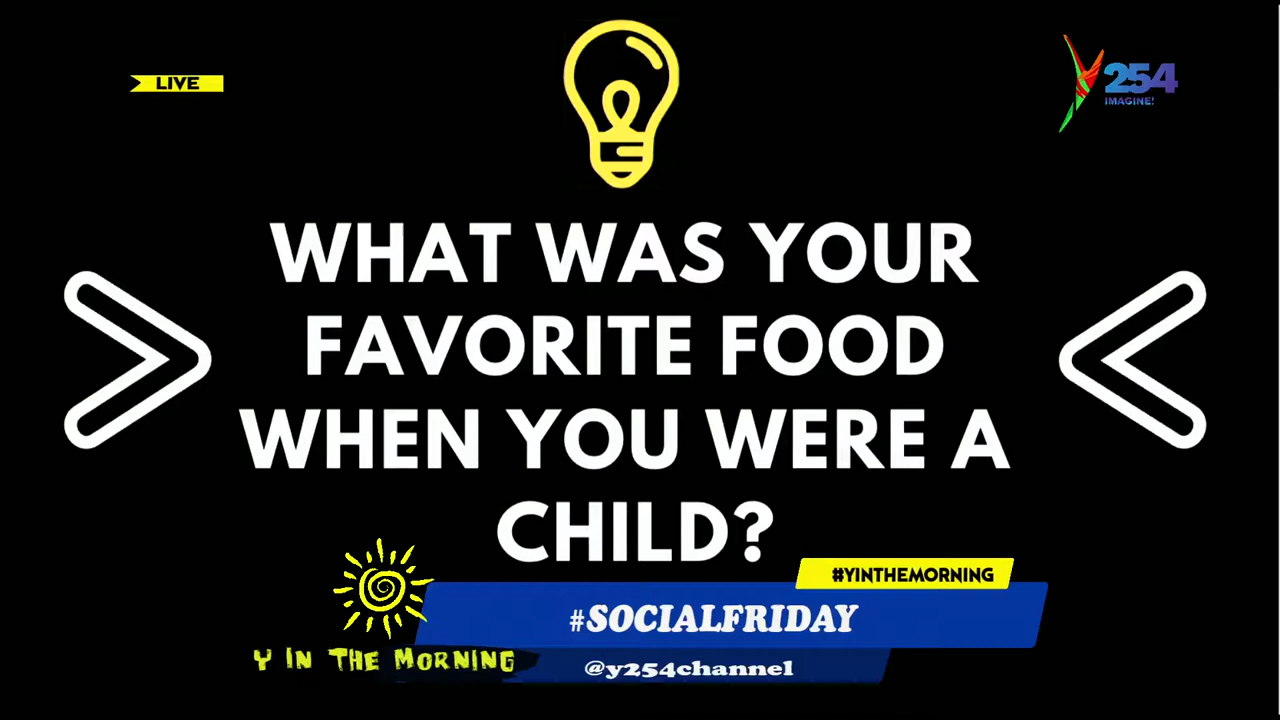 LIVE
254
IMAGINE!
WHAT WAS YOUR
FAVORITE FOOD
WHEN YOU WERE A
CHILD?
#YINTHEMORNING
#SOCIALFRIDAY
Y IN THE MORNING
@y254channel